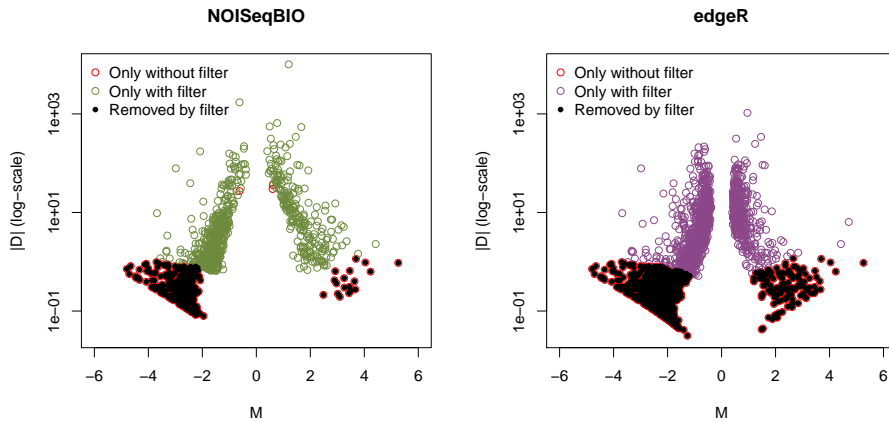 NOISeqBIO
Only without filter
Only with filter
Removed by filter
|D| (log−scale)
1e+03
1e+01
1e−01
−6 −4 −2 0 2 4 6
M
edgeR
Only without filter
Only with filter
Removed by filter
|D| (log−scale)
1e+03
1e+01
1e−01
−6 −4 −2 0 2 4 6
M